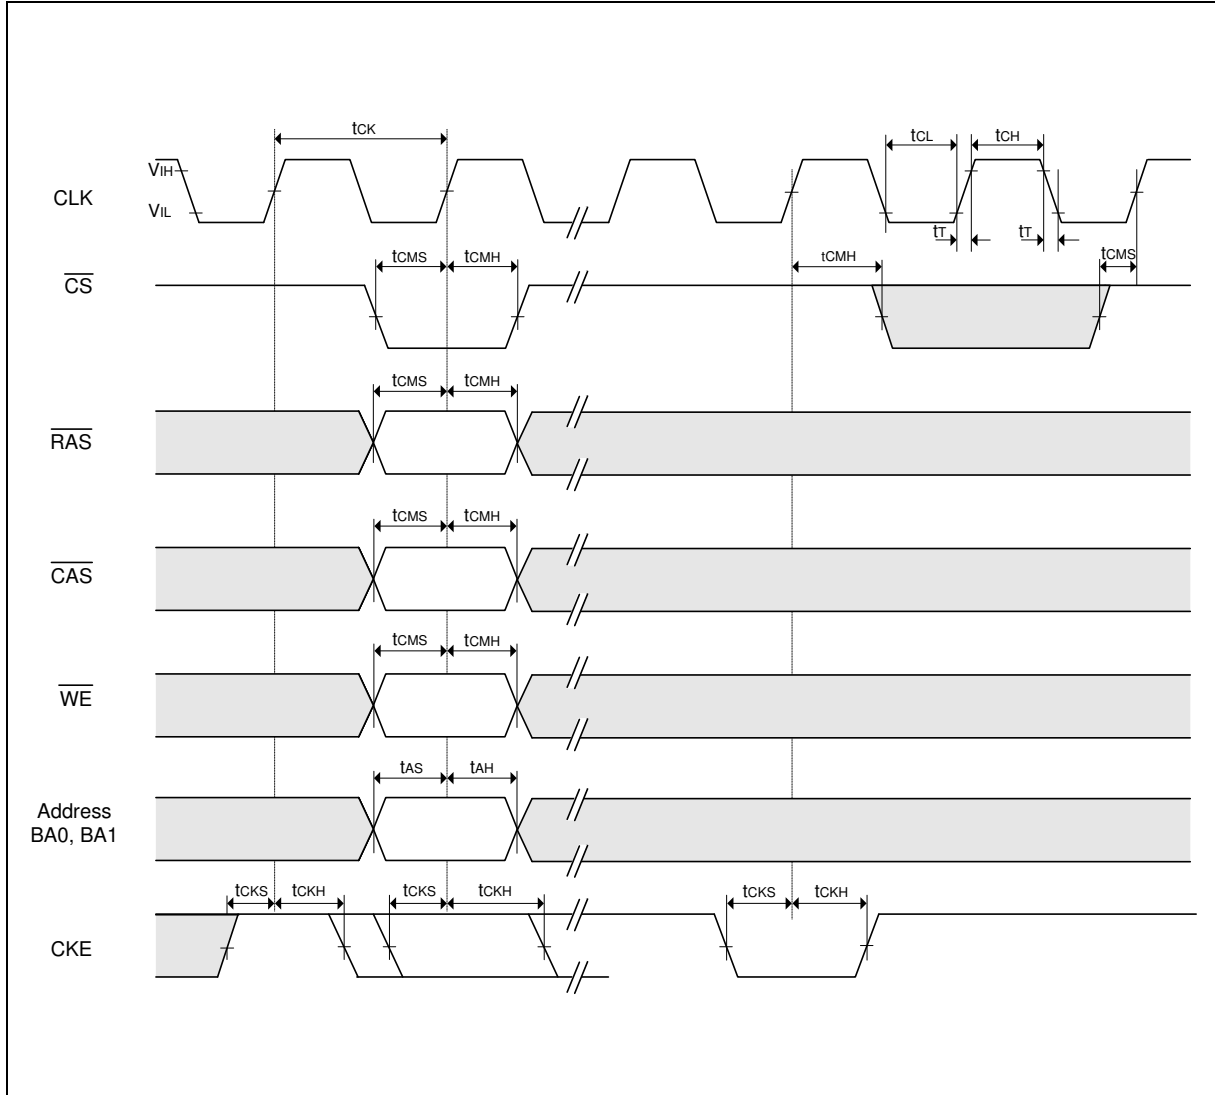 tCK
tCL
tCH
VIH
CLK
VIL
tT
tT
tCMS
tCMH
tCMH
tCMS
CS
tCMS
tCMH
RAS
tCMS
tCMH
CAS
tCMS
tCMH
WE
tAS
tAH
Address
BA0, BA1
tCKS
tCKH
tCKS
tCKH
tCKS
tCKH
CKE